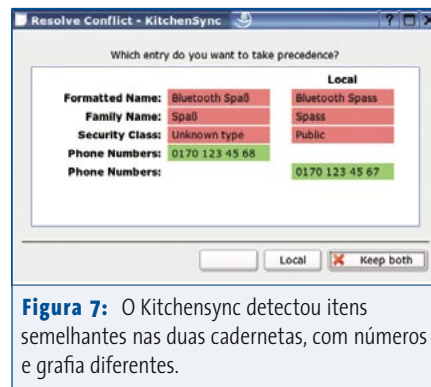 Resolve Conflict - KitchenSync
Which entry do you want to take precedence?
Local
Formatted Name: Bluetooth Spaß Bluetooth Spass
Family Name: Spaß Spass
Security Class: Unknown type Public
Phone Numbers: 0170 123 45 68
Phone Numbers: 0170 123 45 67
Local Keep both
Figura 7: O Kitchensync detectou itens
semelhantes nas duas cadernetas, com números
e grafia diferentes.